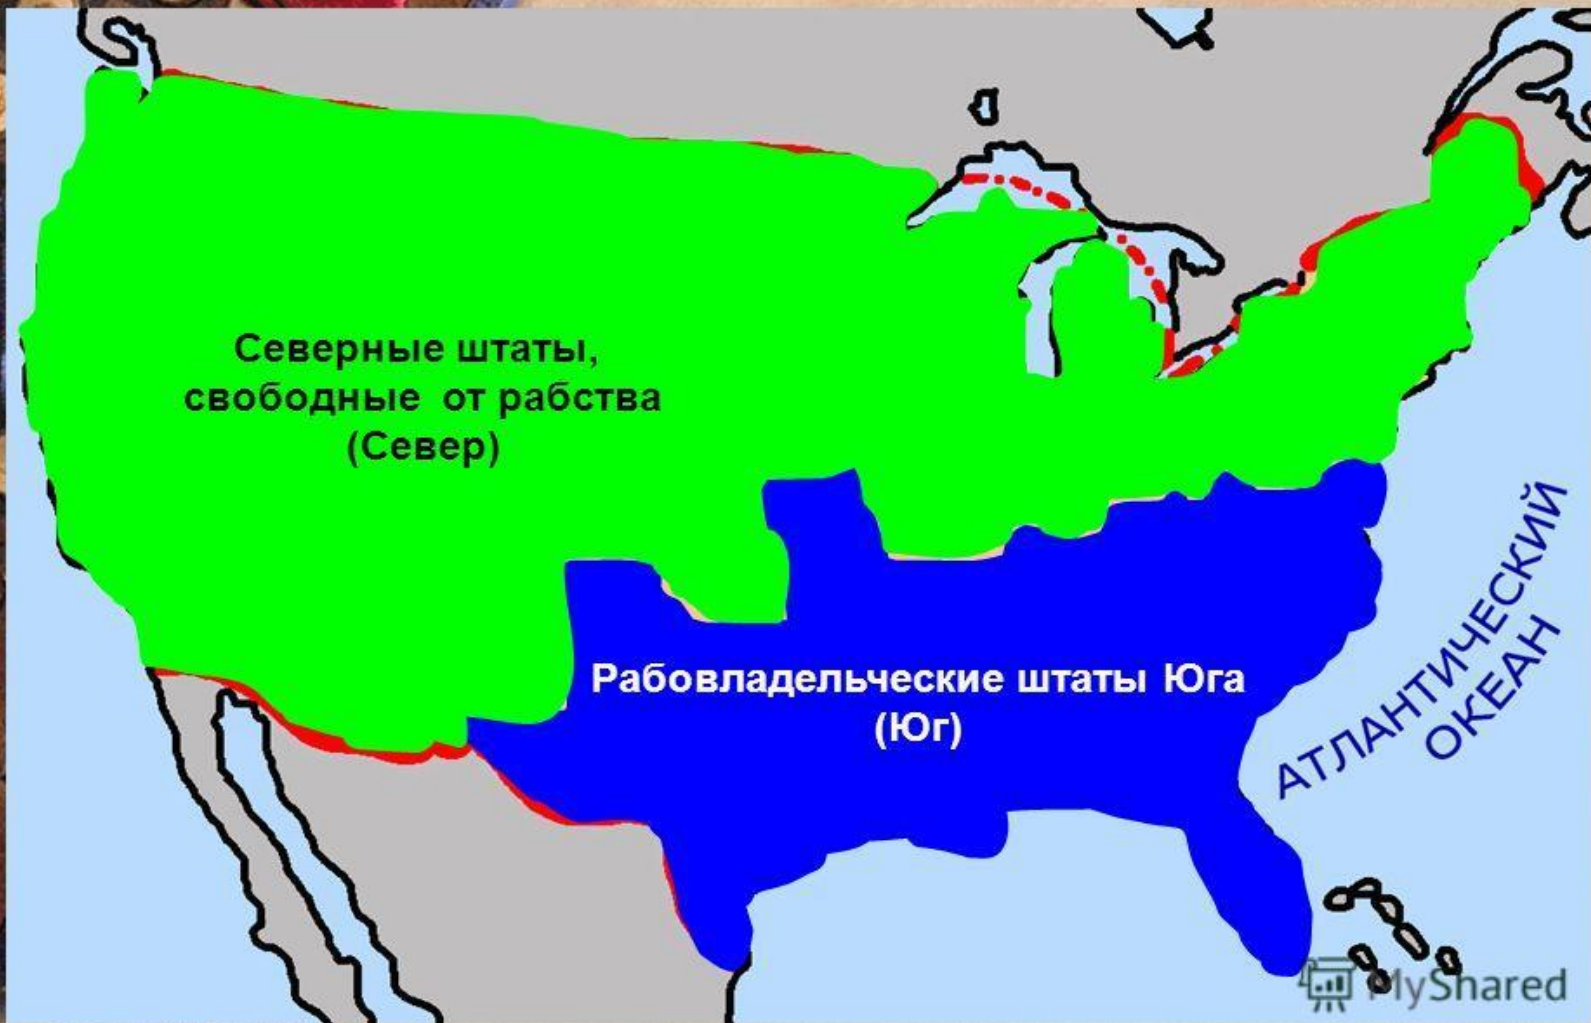 Северные штаты,
свободные от рабства
(Север)
Рабовладельческие штаты Юга
(Юг)
АТЛАНТИЧЕСКИЙ
ОКЕАН
MyShared